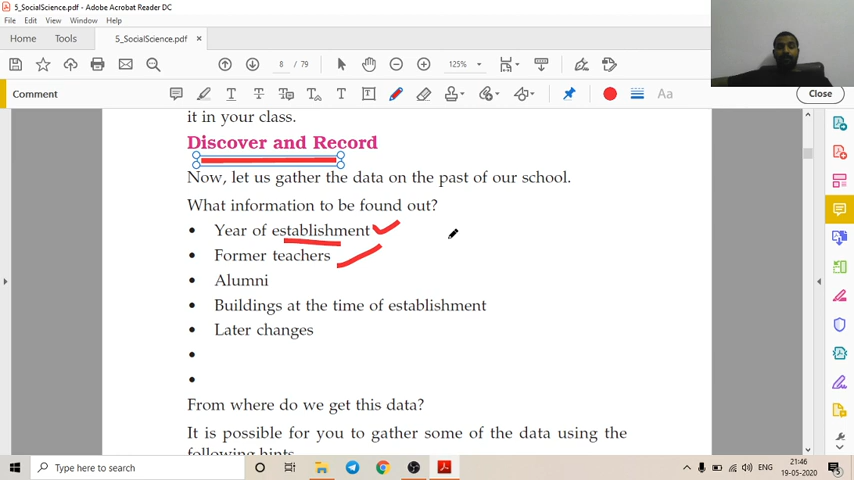 5_SocialScience.pdf - Adobe Acrobat Reader DC
File Edit View Window Help
Home Tools 5_SocialScience.pdf ×
8 / 79 125%
Comment Aa Close
it in your class.
Discover and Record
Now, let us gather the data on the past of our school.
What information to be found out?
• Year of establishment
• Former teachers
• Alumni
• Buildings at the time of establishment
• Later changes
•
•
From where do we get this data?
It is possible for you to gather some of the data using the
following hints
Type here to search
ENG
21:46
19-05-2020
5